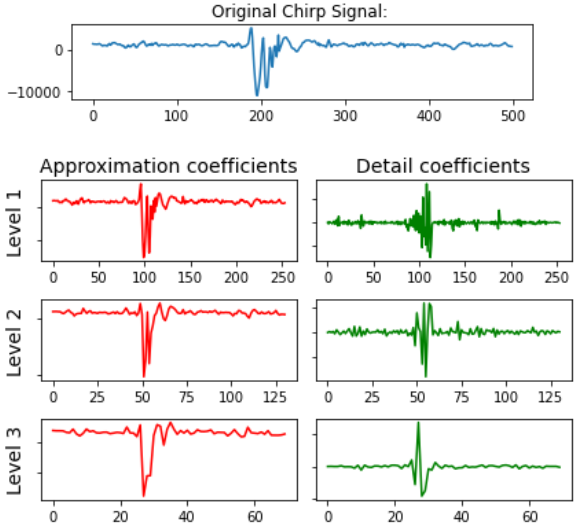 Original Chirp Signal:
0
−10000
0 100 200 300 400 500
Approximation coefficients Detail coefficients
Level 1
0 50 100 150 200 250 0 50 100 150 200 250
Level 2
0 25 50 75 100 125 0 25 50 75 100 125
Level 3
0 20 40 60 0 20 40 60